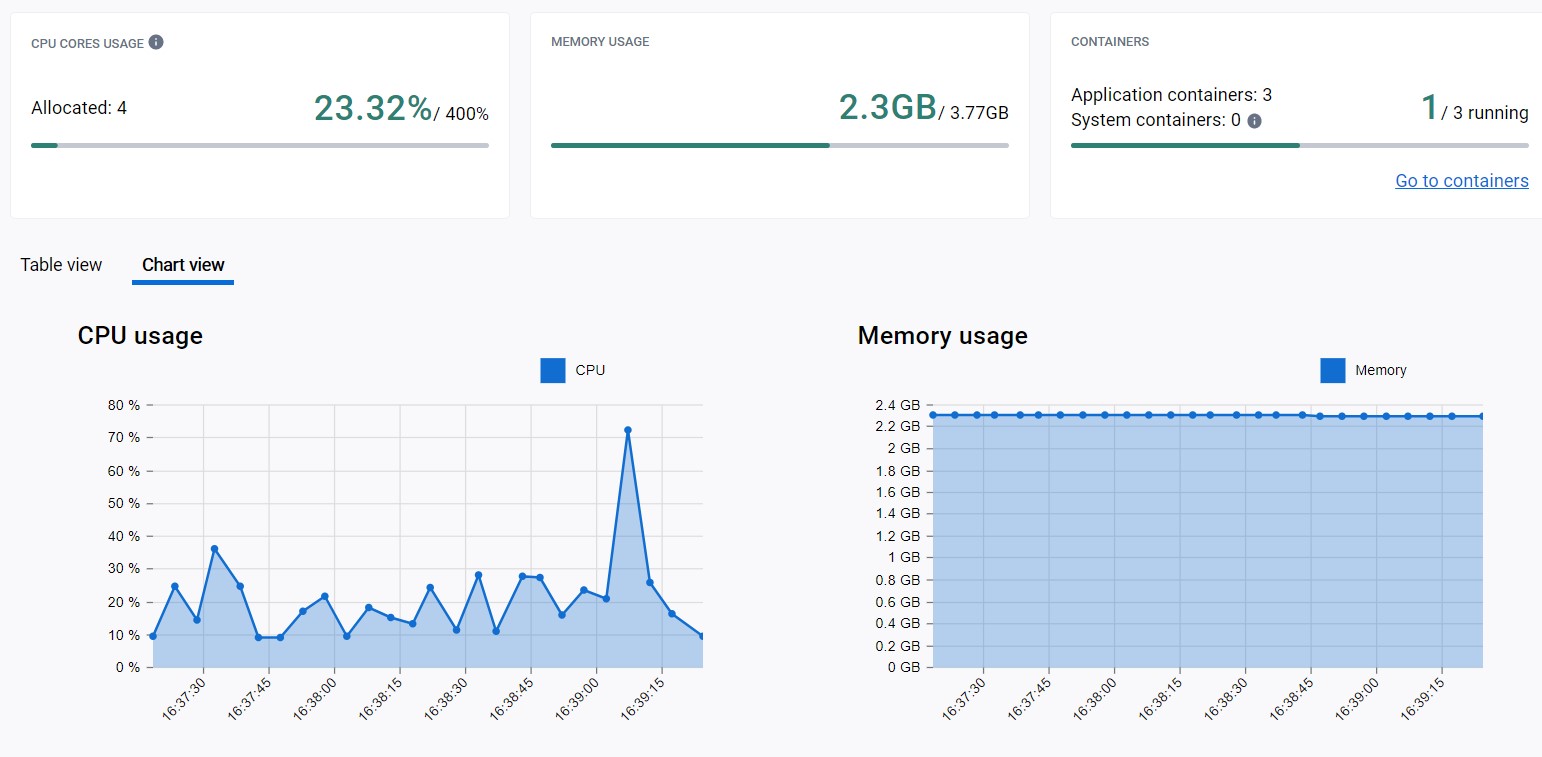 CPU CORES USAGE
Allocated: 4
23.32% / 400%
MEMORY USAGE
2.3GB / 3.77GB
CONTAINERS
Application containers: 3
System containers: 0
1 / 3 running
Go to containers
Table view
Chart view
CPU usage
CPU
80 %
70 %
60 %
50 %
40 %
30 %
20 %
10 %
0 %
16:37:30
16:37:45
16:38:00
16:38:15
16:38:30
16:38:45
16:39:00
16:39:15
Memory usage
Memory
2.4 GB
2.2 GB
2 GB
1.8 GB
1.6 GB
1.4 GB
1.2 GB
1 GB
0.8 GB
0.6 GB
0.4 GB
0.2 GB
0 GB
16:37:30
16:37:45
16:38:00
16:38:15
16:38:30
16:38:45
16:39:00
16:39:15